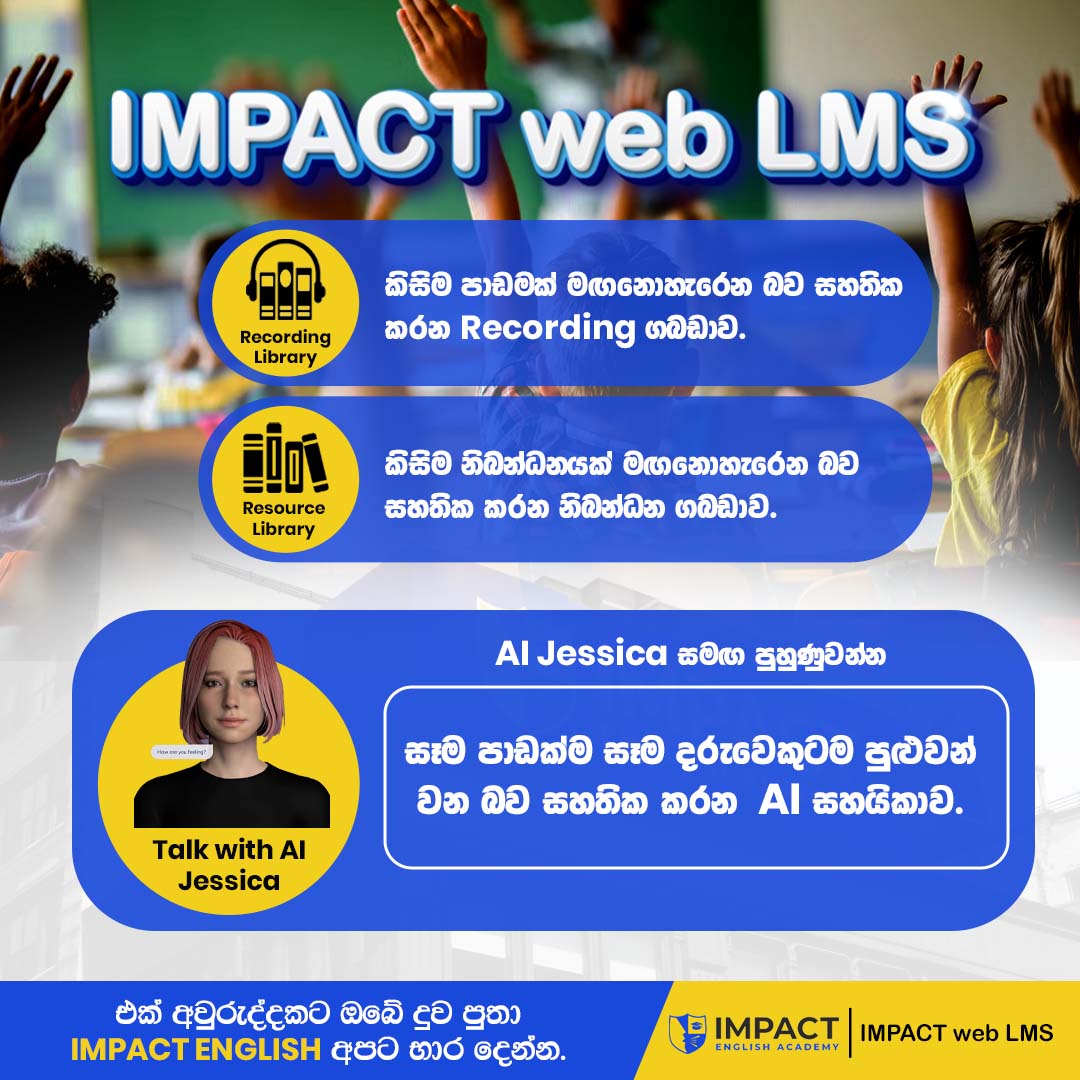 IMPACT web LMS
Recording
Library
කිසිම පාඩමක් මඟනොහැරෙන බව සහතික
කරන Recording ගබඩාව.
Resource
Library
කිසිම නිබන්ධනයක් මඟනොහැරෙන බව
සහතික කරන නිබන්ධන ගබඩාව.
AI Jessica සමඟ පුහුණුවන්න
How are you feeling?
සෑම පාඩක්ම සෑම දරුවෙකුටම පුළුවන්
වන බව සහතික කරන AI සහයිකාව.
Talk with AI
Jessica
එක් අවුරුද්දකට ඔබේ දුව පුතා
IMPACT ENGLISH අපට භාර දෙන්න.
IMPACT
ENGLISH ACADEMY
IMPACT web LMS